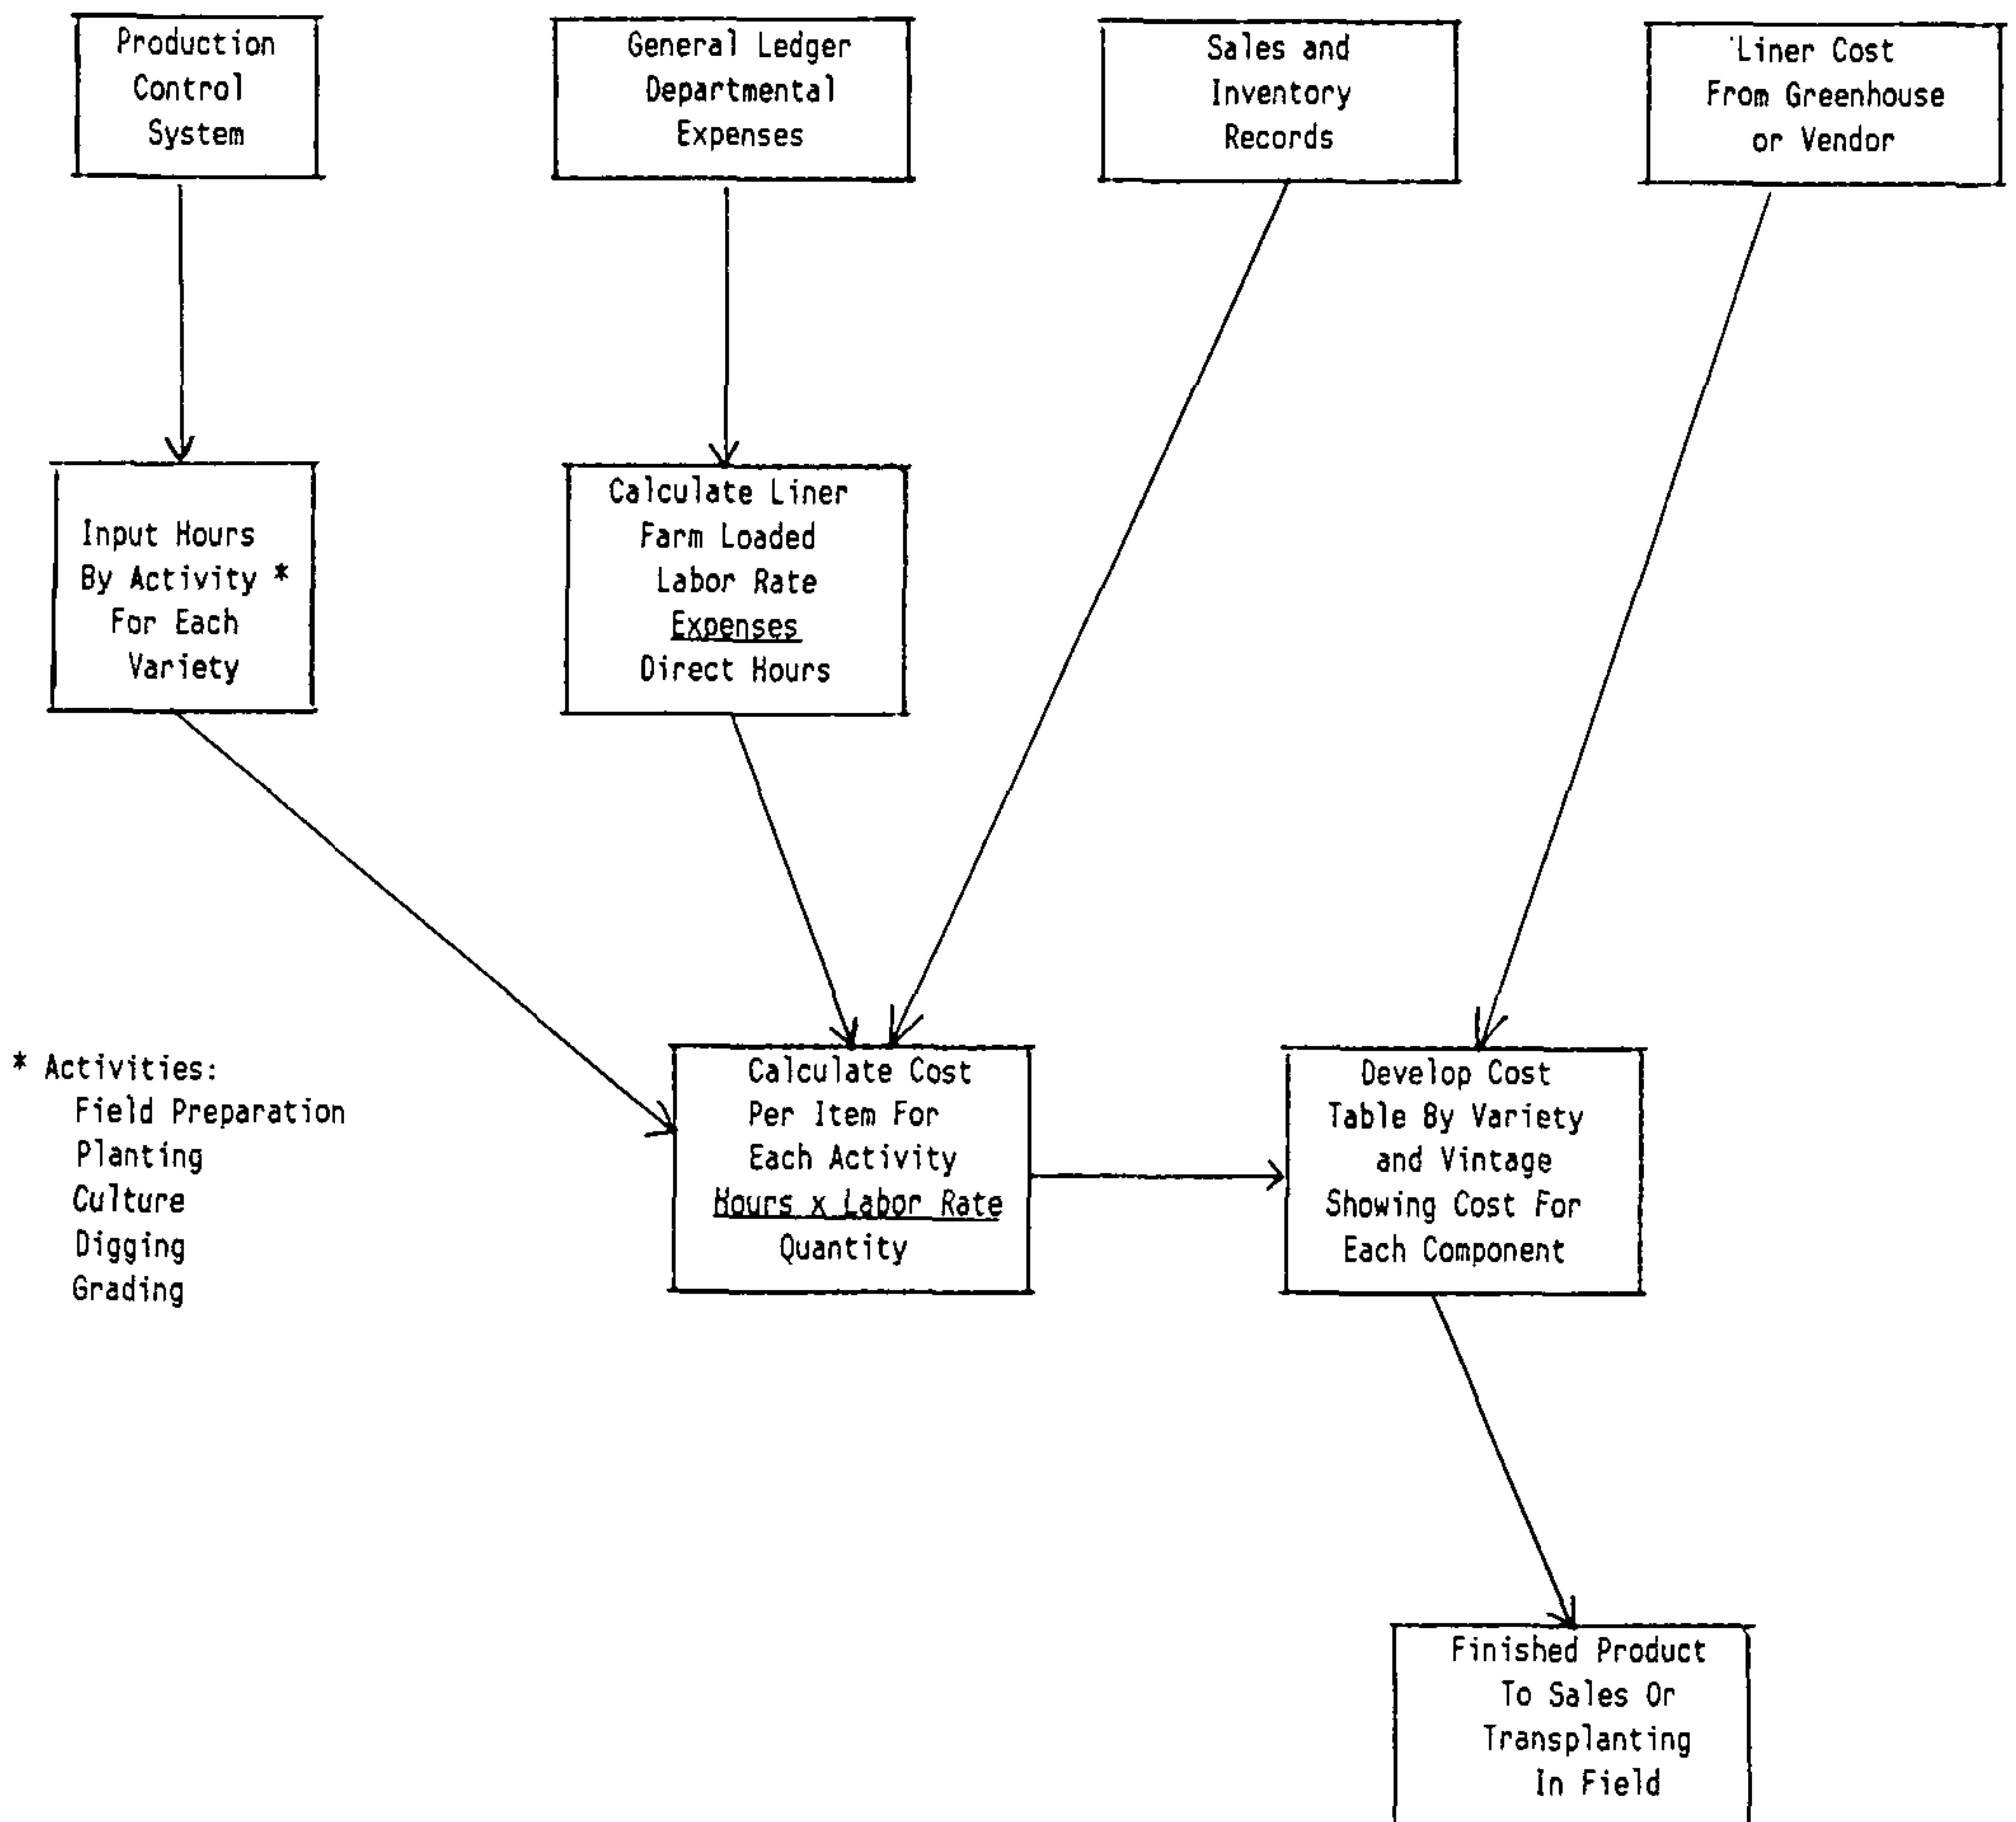 Production
Control
System
General Ledger
Departmental
Expenses
Sales and
Inventory
Records
Liner Cost
From Greenhouse
or Vendor
Input Hours
By Activity *
For Each
Variety
Calculate Liner
Farm Loaded
Labor Rate
Expenses
Direct Hours
* Activities:
Field Preparation
Planting
Culture
Digging
Grading
Calculate Cost
Per Item For
Each Activity
Hours x Labor Rate
Quantity
Develop Cost
Table By Variety
and Vintage
Showing Cost For
Each Component
Finished Product
To Sales Or
Transplanting
In Field